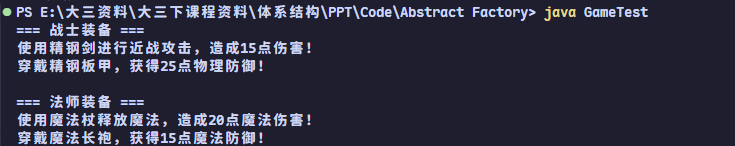 PS E:\大三资料\大三下课程资料\体系结构\PPT\Code\Abstract Factory> java GameTest
=== 战士装备 ===
使用精钢剑进行近战攻击，造成15点伤害！
穿戴精钢板甲，获得25点物理防御！
=== 法师装备 ===
使用魔法杖释放魔法，造成20点魔法伤害！
穿戴魔法长袍，获得15点魔法防御！